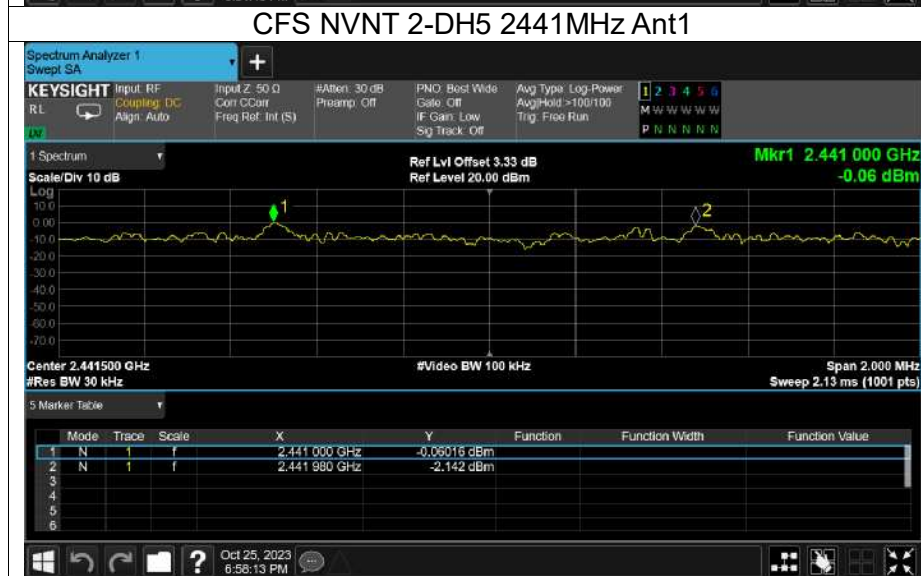 CFS NVNT 2-DH5 2441MHz Ant1
Spectrum Analyzer 1
Swept SA
+
KEYSIGHT Input: RF Input Z: 50 Ω #Atten: 30 dB PNO: Best Wide Avg Type: Log-Power 1 2 3 4 5 6
RL Coupling: DC Corr CCorr Preamp: Off Gate: Off Avg|Hold: >100/100 M W W W W W
Align: Auto Freq Ref: Int (S) IF Gain: Low Trig: Free Run
Sig Track: Off P N N N N N
1 Spectrum Ref Lvl Offset 3.33 dB Mkr1 2.441 000 GHz
Scale/Div 10 dB Ref Level 20.00 dBm -0.06 dBm
Log
10.0 1 2
0.00
-10.0
-20.0
-30.0
-40.0
-50.0
-60.0
-70.0
Center 2.441500 GHz #Video BW 100 kHz Span 2.000 MHz
#Res BW 30 kHz Sweep 2.13 ms (1001 pts)
5 Marker Table
Mode Trace Scale X Y Function Function Width Function Value
1 N 1 f 2.441 000 GHz -0.06016 dBm
2 N 1 f 2.441 980 GHz -2.142 dBm
3
4
5
6
? Oct 25, 2023
6:58:13 PM